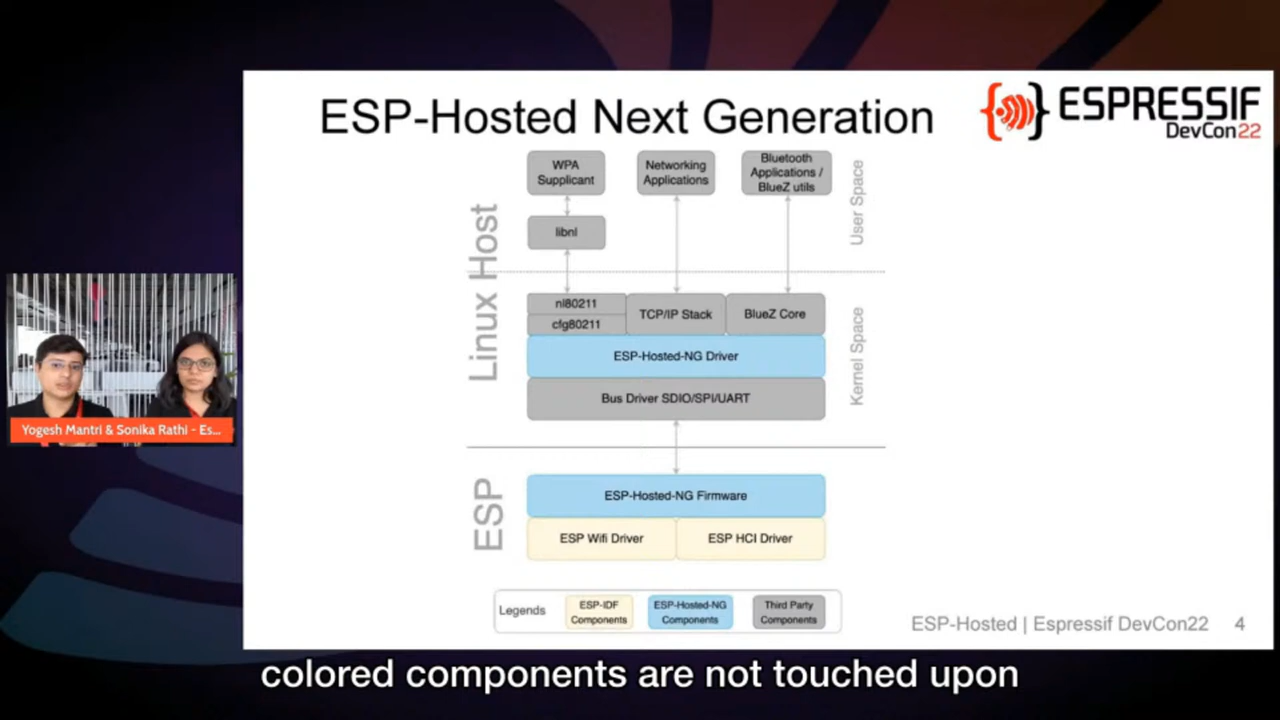 ESP-Hosted Next Generation
{ } ESPRESSIF
DevCon22
WPA
Supplicant
Networking
Applications
Bluetooth
Applications /
BlueZ utils
User Space
libnl
Linux Host
nl80211
cfg80211
TCP/IP Stack
BlueZ Core
ESP-Hosted-NG Driver
Kernel Space
Bus Driver SDIO/SPI/UART
Yogesh Mantri & Sonika Rathi - Es...
ESP
ESP-Hosted-NG Firmware
ESP Wifi Driver
ESP HCI Driver
Legends
ESP-IDF
Components
ESP-Hosted-NG
Components
Third Party
Components
ESP-Hosted | Espressif DevCon22 4
colored components are not touched upon